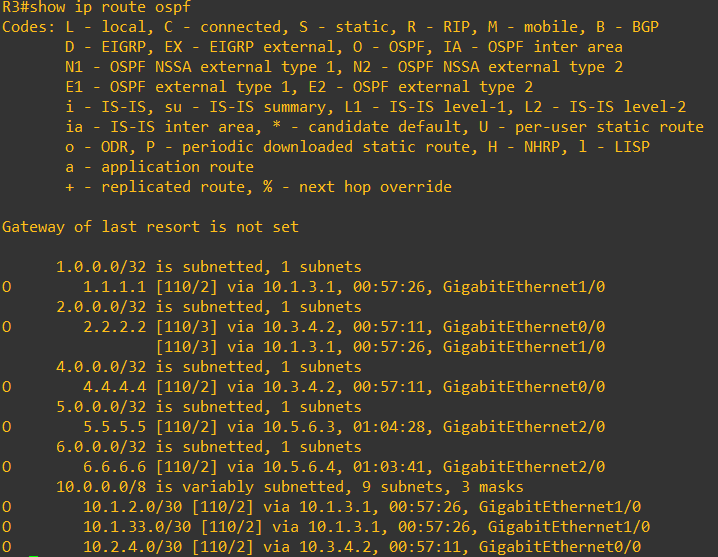 R3#show ip route ospf
Codes: L - local, C - connected, S - static, R - RIP, M - mobile, B - BGP
       D - EIGRP, EX - EIGRP external, O - OSPF, IA - OSPF inter area
       N1 - OSPF NSSA external type 1, N2 - OSPF NSSA external type 2
       E1 - OSPF external type 1, E2 - OSPF external type 2
       i - IS-IS, su - IS-IS summary, L1 - IS-IS level-1, L2 - IS-IS level-2
       ia - IS-IS inter area, * - candidate default, U - per-user static route
       o - ODR, P - periodic downloaded static route, H - NHRP, l - LISP
       a - application route
       + - replicated route, % - next hop override

Gateway of last resort is not set

      1.0.0.0/32 is subnetted, 1 subnets
O        1.1.1.1 [110/2] via 10.1.3.1, 00:57:26, GigabitEthernet1/0
      2.0.0.0/32 is subnetted, 1 subnets
O        2.2.2.2 [110/3] via 10.3.4.2, 00:57:11, GigabitEthernet0/0
                 [110/3] via 10.1.3.1, 00:57:26, GigabitEthernet1/0
      4.0.0.0/32 is subnetted, 1 subnets
O        4.4.4.4 [110/2] via 10.3.4.2, 00:57:11, GigabitEthernet0/0
      5.0.0.0/32 is subnetted, 1 subnets
O        5.5.5.5 [110/2] via 10.5.6.3, 01:04:28, GigabitEthernet2/0
      6.0.0.0/32 is subnetted, 1 subnets
O        6.6.6.6 [110/2] via 10.5.6.4, 01:03:41, GigabitEthernet2/0
      10.0.0.0/8 is variably subnetted, 9 subnets, 3 masks
O        10.1.2.0/30 [110/2] via 10.1.3.1, 00:57:26, GigabitEthernet1/0
O        10.1.33.0/30 [110/2] via 10.1.3.1, 00:57:26, GigabitEthernet1/0
O        10.2.4.0/30 [110/2] via 10.3.4.2, 00:57:11, GigabitEthernet0/0